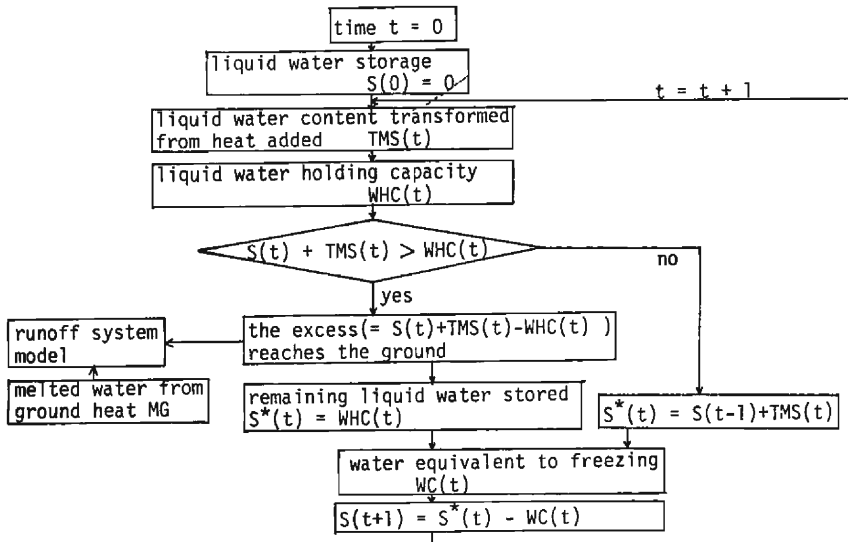 time t = 0
liquid water storage
S(0) = 0
t = t + 1
liquid water content transformed
from heat added TMS(t)
liquid water holding capacity
WHC(t)
S(t) + TMS(t) > WHC(t)
no
yes
runoff system
model
the excess(= S(t)+TMS(t)-WHC(t) )
reaches the ground
melted water from
ground heat MG
remaining liquid water stored
S*(t) = WHC(t)
S*(t) = S(t-1)+TMS(t)
water equivalent to freezing
WC(t)
S(t+1) = S*(t) - WC(t)